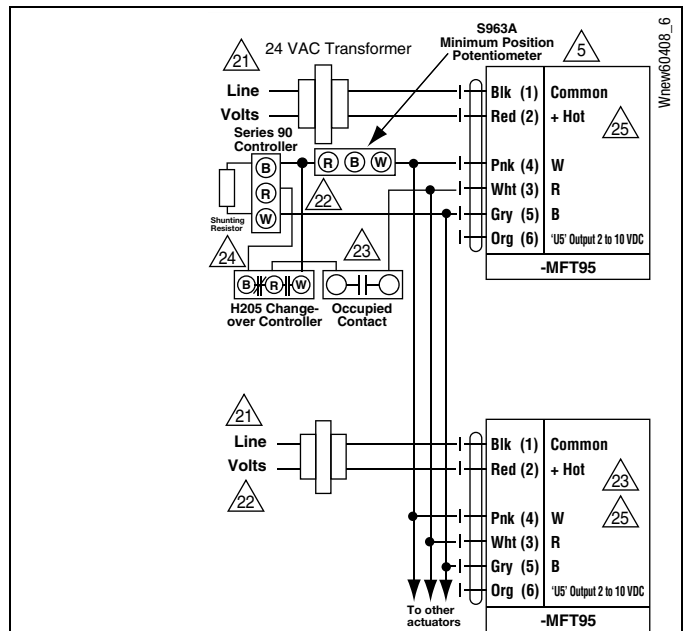 Wnew60408_6
S963A
Minimum Position
Potentiometer
5
21
24 VAC Transformer
Line
Volts
Blk (1) Common
Red (2) + Hot
25
Series 90
Controller
B
R
W
R B W
22
Pnk (4) W
Wht (3) R
Gry (5) B
Org (6) 'U5' Output 2 to 10 VDC
-MFT95
Shunting
Resistor
24
23
B R W
H205 Change-
over Controller
Occupied
Contact
21
Line
Volts
22
Blk (1) Common
Red (2) + Hot
23
25
Pnk (4) W
Wht (3) R
Gry (5) B
Org (6) 'U5' Output 2 to 10 VDC
-MFT95
To other
actuators